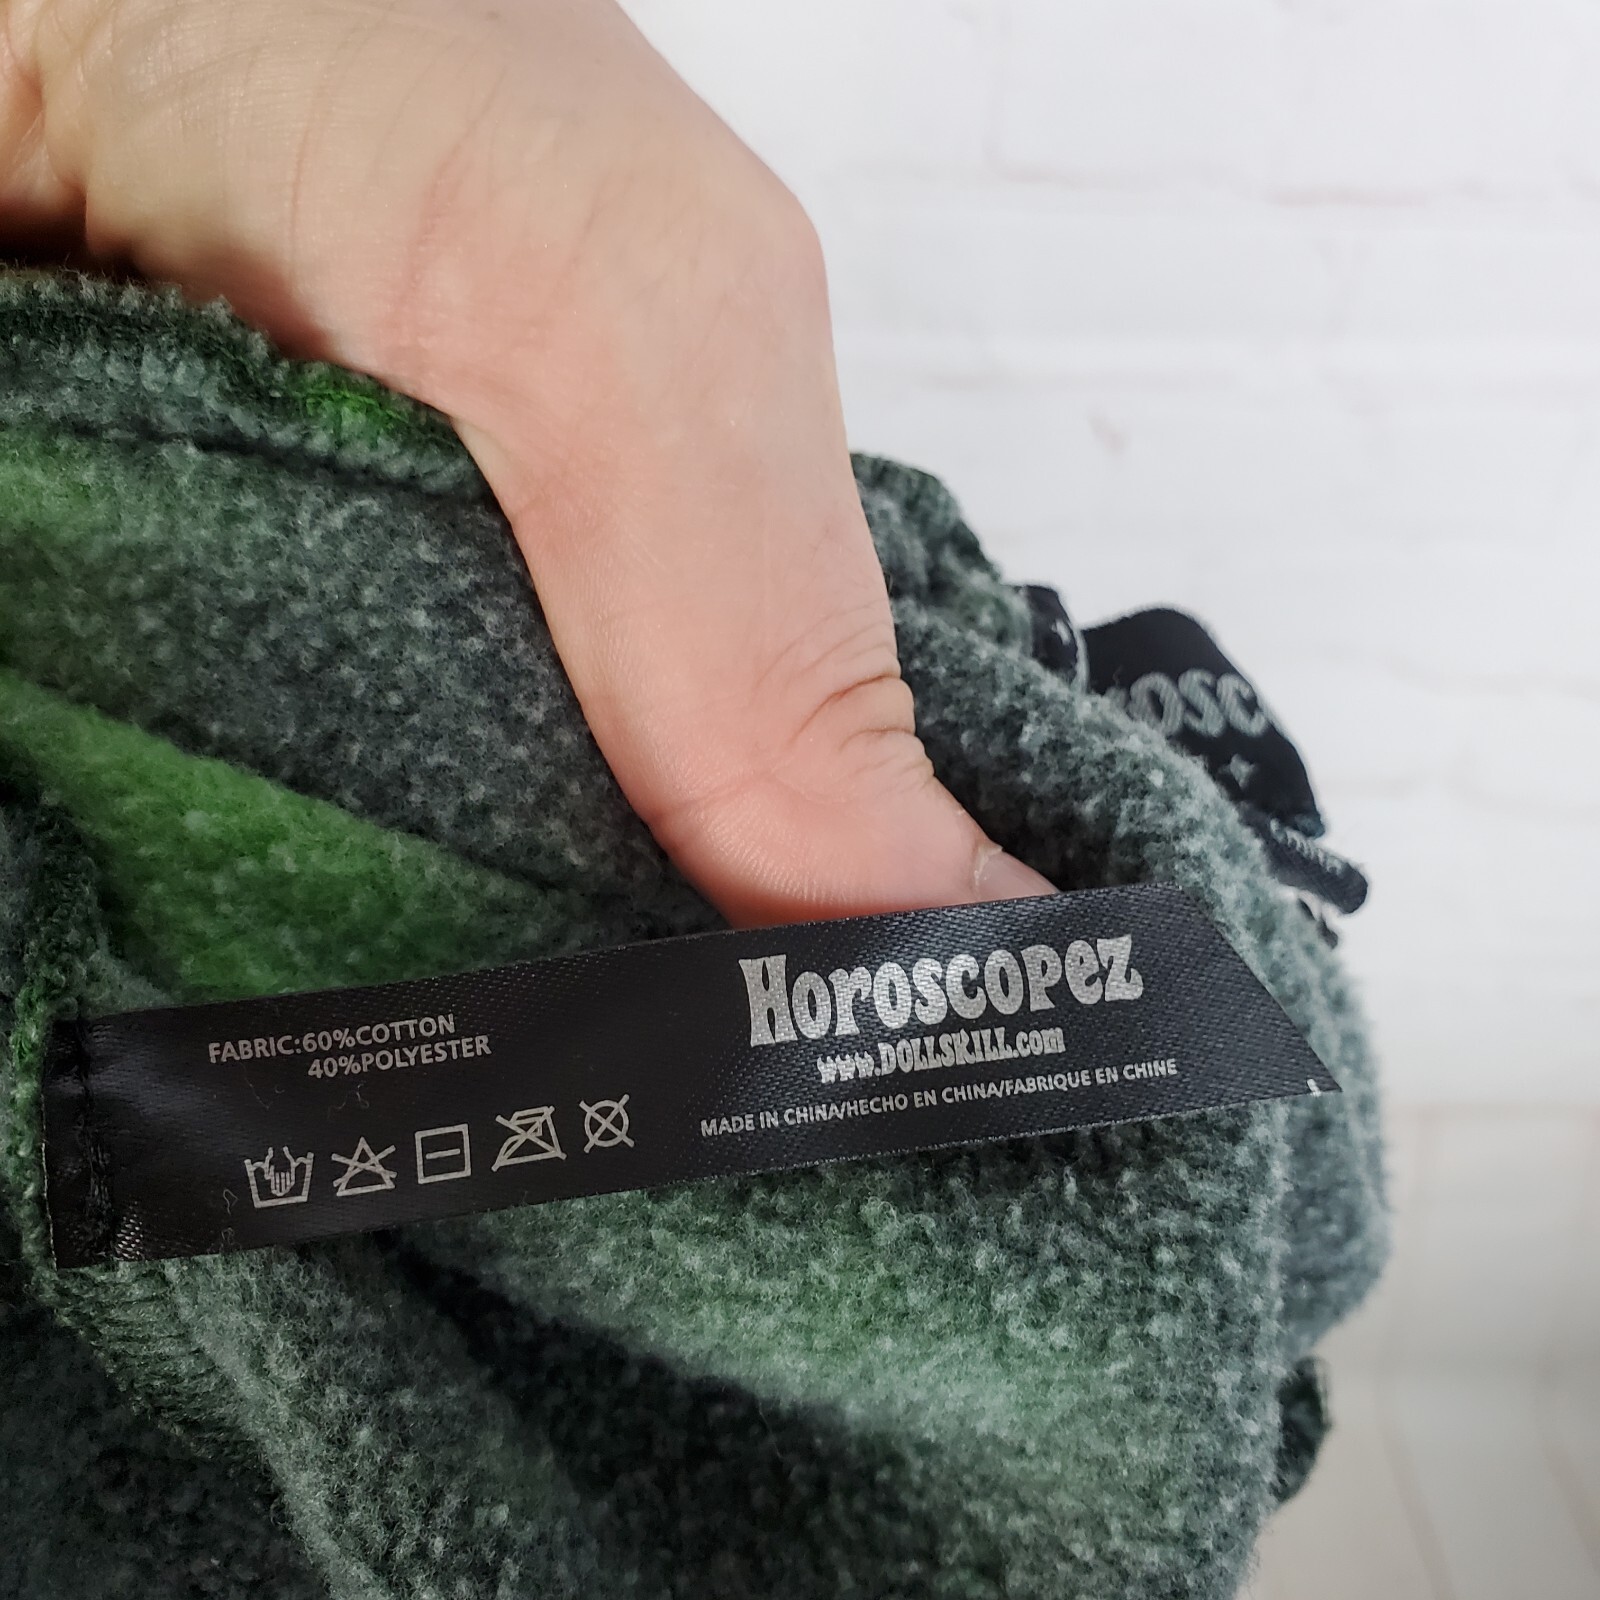 FABRIC:60%COTTON
40%POLYESTER
Horoscopez
www.DOLLSKILL.com
MADE IN CHINA/HECHO EN CHINA/FABRIQUE EN CHINE